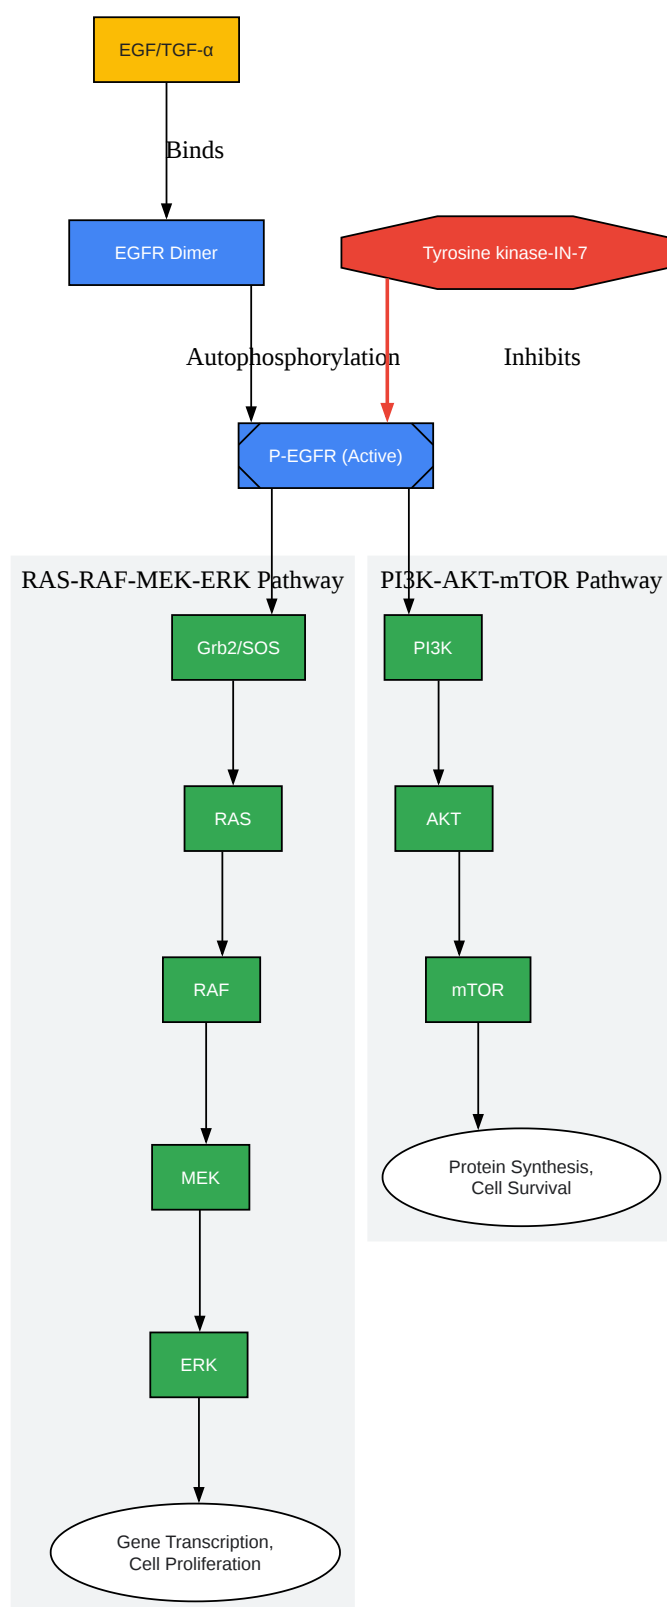 EGF/TGF-α
Binds
EGFR Dimer
Tyrosine kinase-IN-7
Autophosphorylation
Inhibits
P-EGFR (Active)
RAS-RAF-MEK-ERK Pathway
PI3K-AKT-mTOR Pathway
Grb2/SOS
PI3K
RAS
AKT
RAF
mTOR
MEK
Protein Synthesis,
Cell Survival
ERK
Gene Transcription,
Cell Proliferation